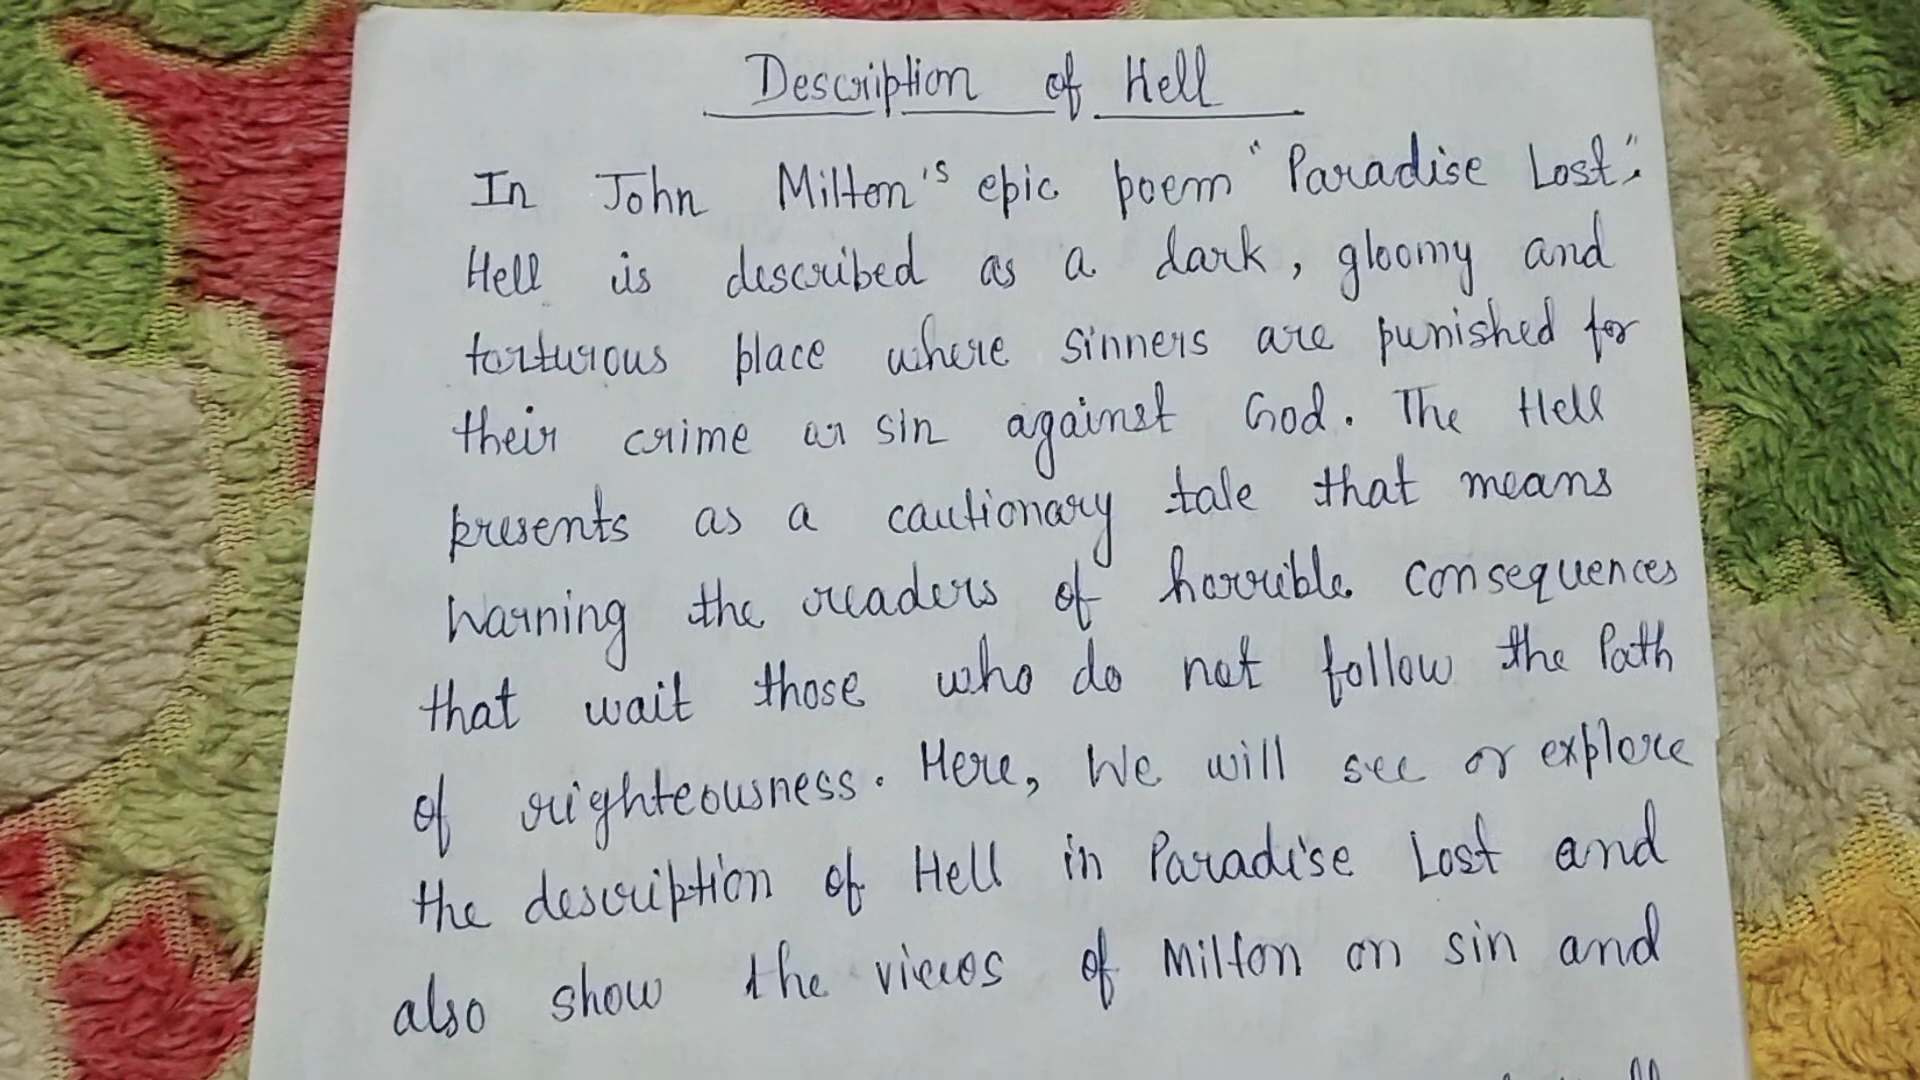 Description of Hell
In John Milton's epic poem "Paradise Lost".
Hell is described as a dark, gloomy and
torturous place where sinners are punished for
their crime or sin against God. The Hell
presents as a cautionary tale that means
Warning the readers of horrible consequences
that wait those who do not follow the Path
of righteousness. Here, We will see or explore
the description of Hell in Paradise Lost and
also show the views of Milton on sin and